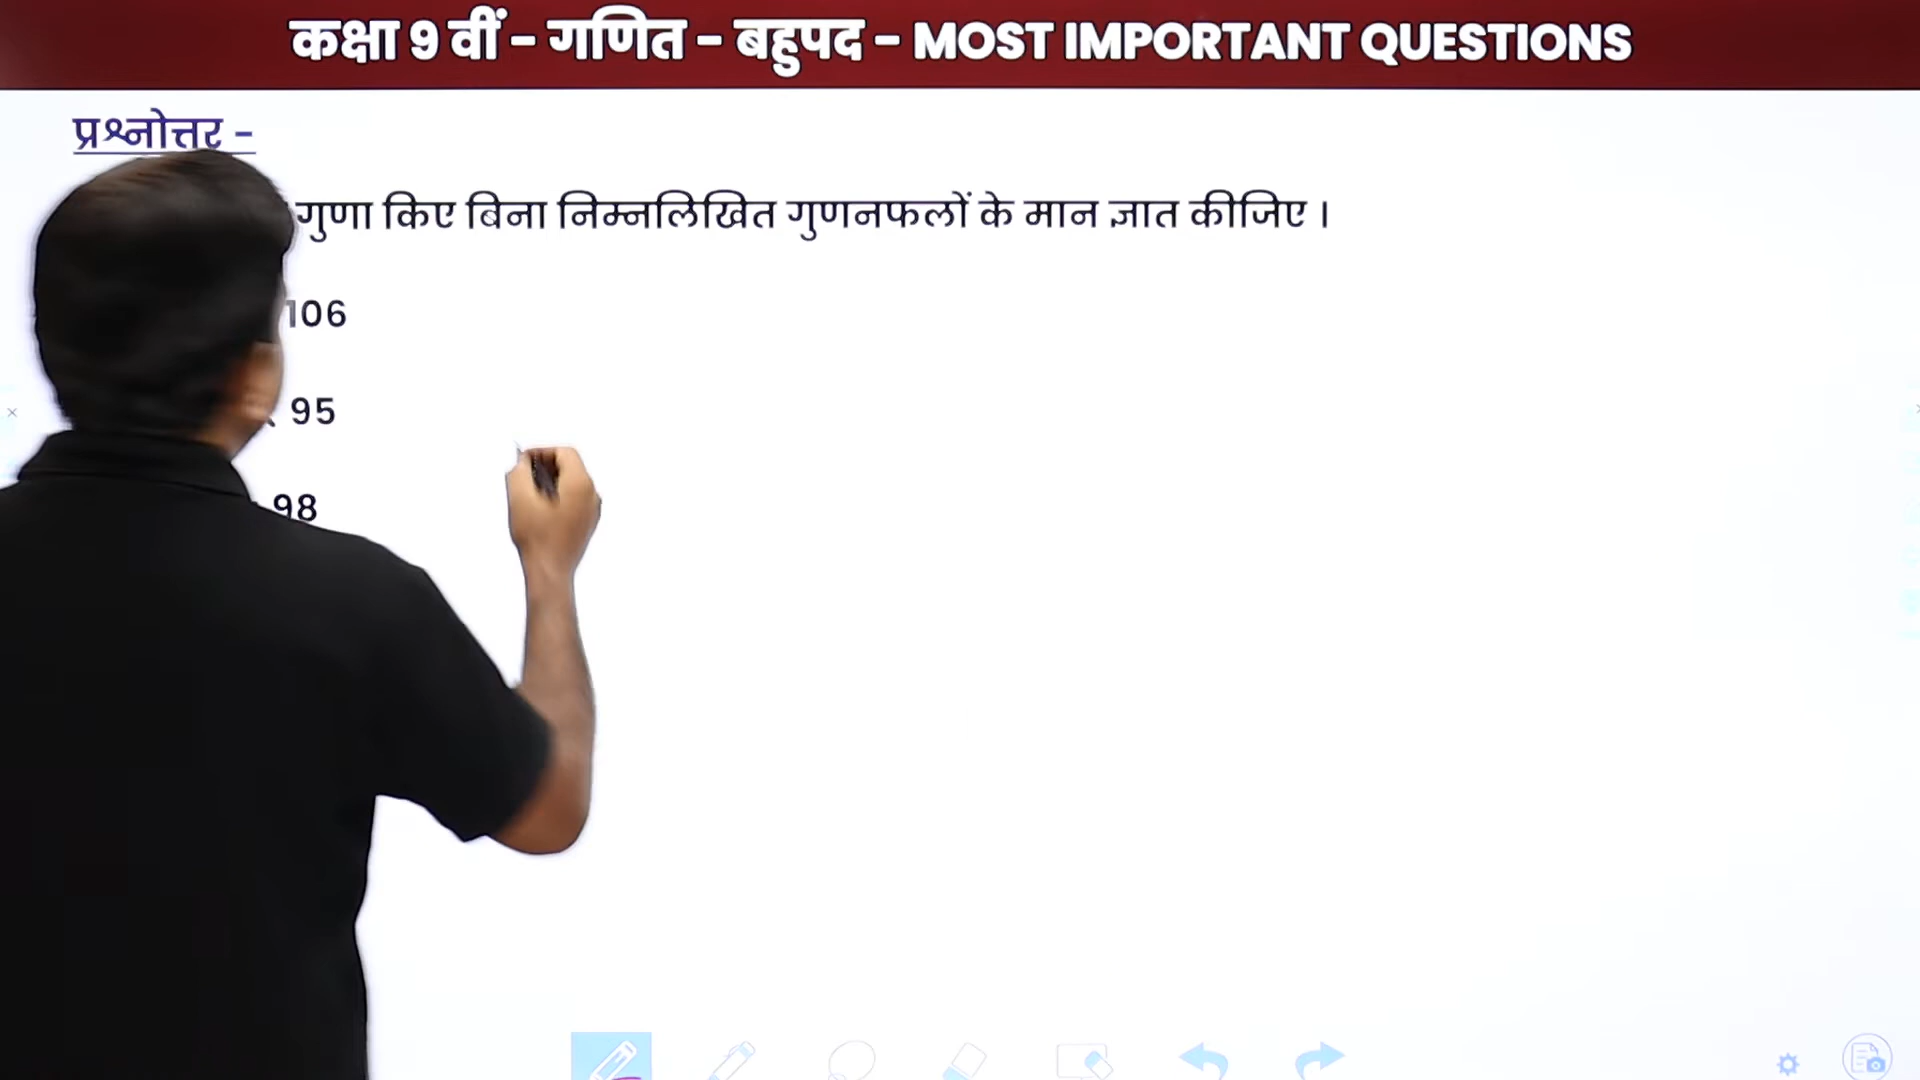 कक्षा 9 वीं - गणित - बहुपद - MOST IMPORTANT QUESTIONS
प्रश्नोत्तर -
गुणा किए बिना निम्नलिखित गुणनफलों के मान ज्ञात कीजिए ।
106
95
98